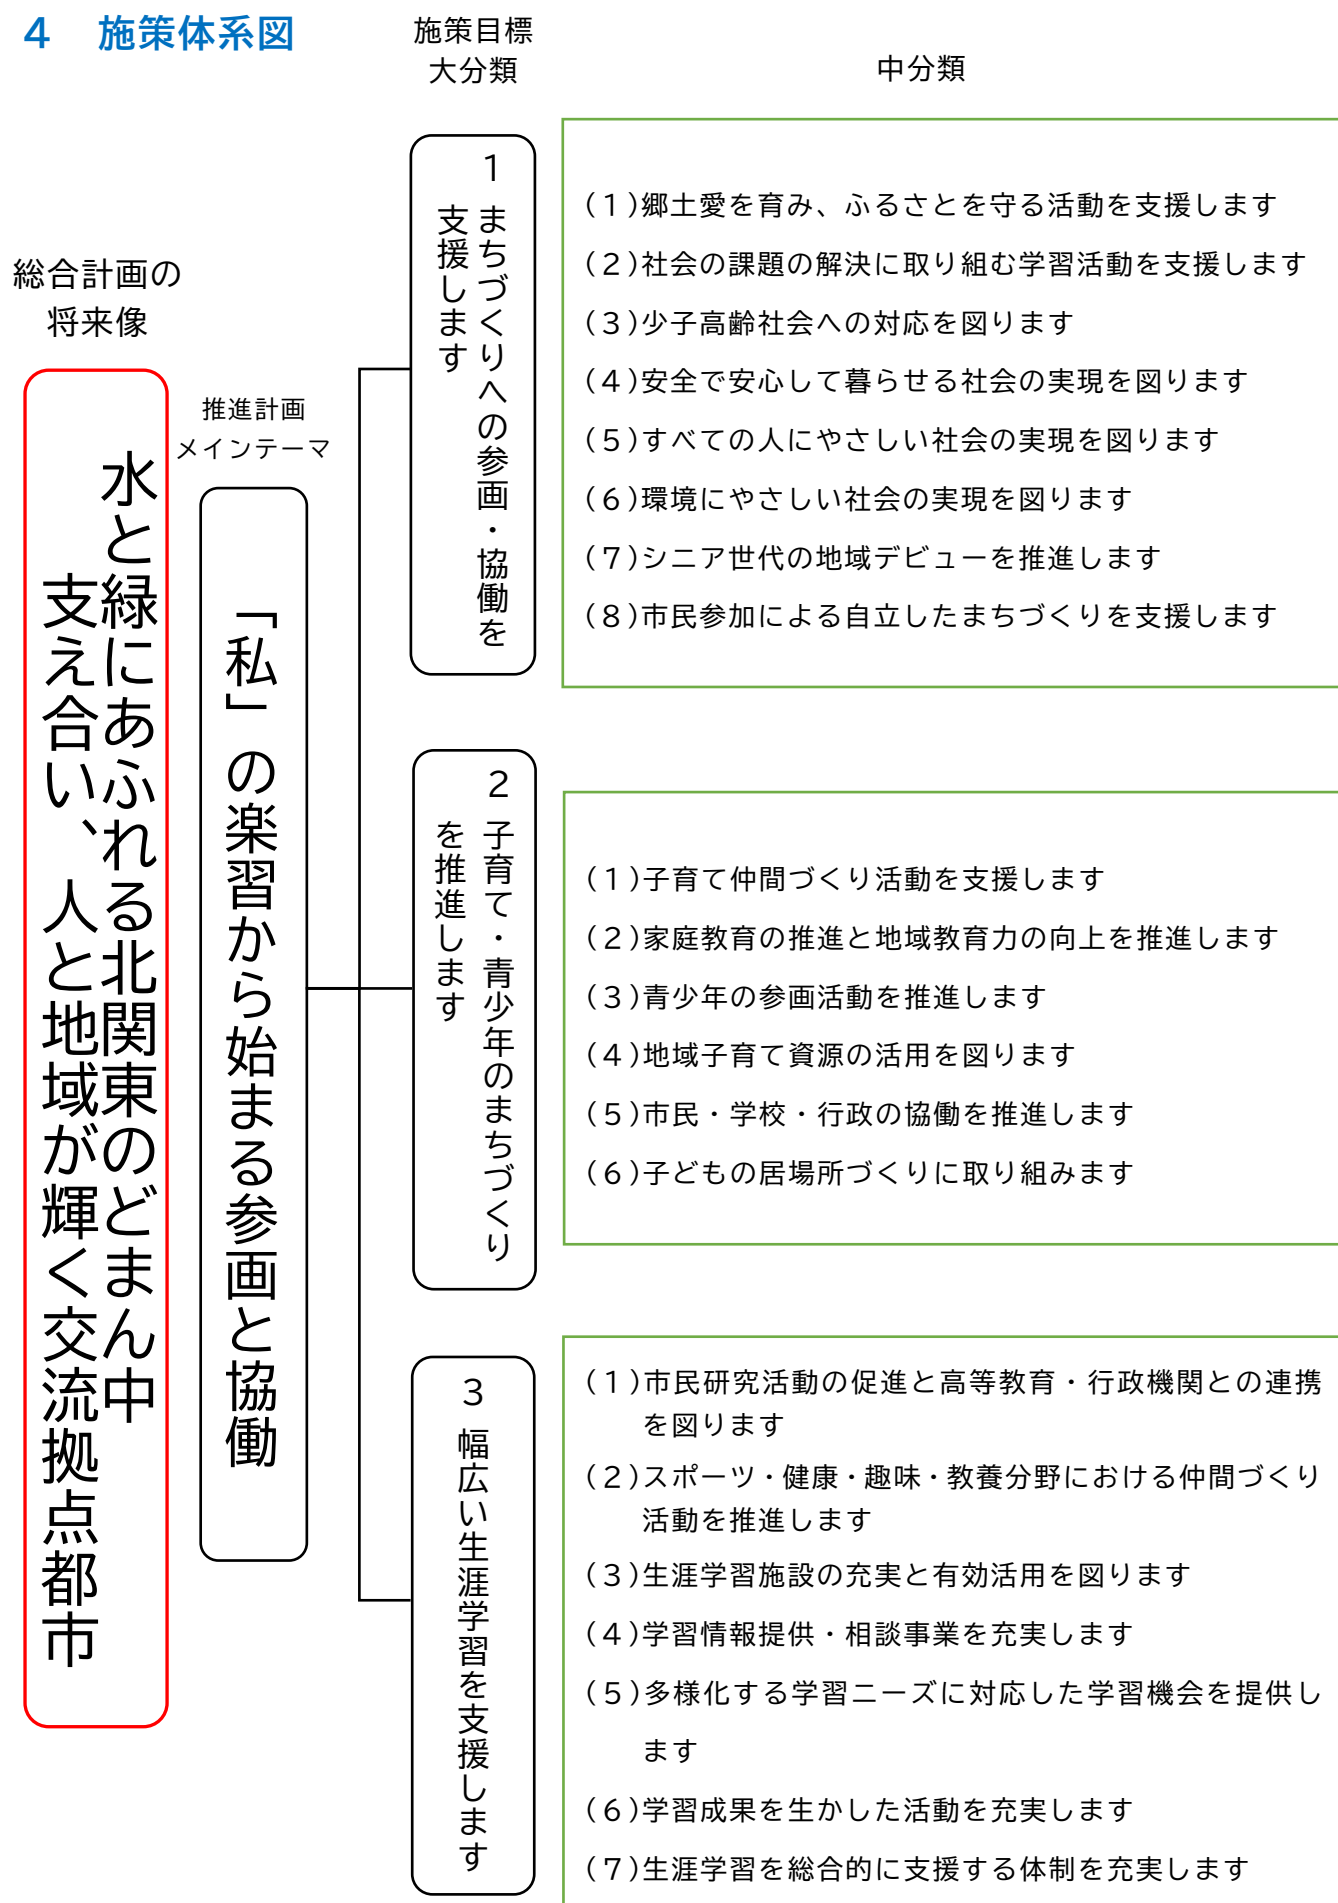 4　施策体系図
施策目標
大分類
中分類
総合計画の
将来像
水と緑にあふれる北関東のどまん中
支え合い、人と地域が輝く交流拠点都市
推進計画
メインテーマ
「私」の楽習から始まる参画と協働
1　まちづくりへの参画・協働を
支援します
(1)郷土愛を育み、ふるさとを守る活動を支援します
(2)社会の課題の解決に取り組む学習活動を支援します
(3)少子高齢社会への対応を図ります
(4)安全で安心して暮らせる社会の実現を図ります
(5)すべての人にやさしい社会の実現を図ります
(6)環境にやさしい社会の実現を図ります
(7)シニア世代の地域デビューを推進します
(8)市民参加による自立したまちづくりを支援します
2　子育て・青少年のまちづくり
を推進します
(1)子育て仲間づくり活動を支援します
(2)家庭教育の推進と地域教育力の向上を推進します
(3)青少年の参画活動を推進します
(4)地域子育て資源の活用を図ります
(5)市民・学校・行政の協働を推進します
(6)子どもの居場所づくりに取り組みます
3　幅広い生涯学習を支援します
(1)市民研究活動の促進と高等教育・行政機関との連携
を図ります
(2)スポーツ・健康・趣味・教養分野における仲間づくり
活動を推進します
(3)生涯学習施設の充実と有効活用を図ります
(4)学習情報提供・相談事業を充実します
(5)多様化する学習ニーズに対応した学習機会を提供し
ます
(6)学習成果を生かした活動を充実します
(7)生涯学習を総合的に支援する体制を充実します